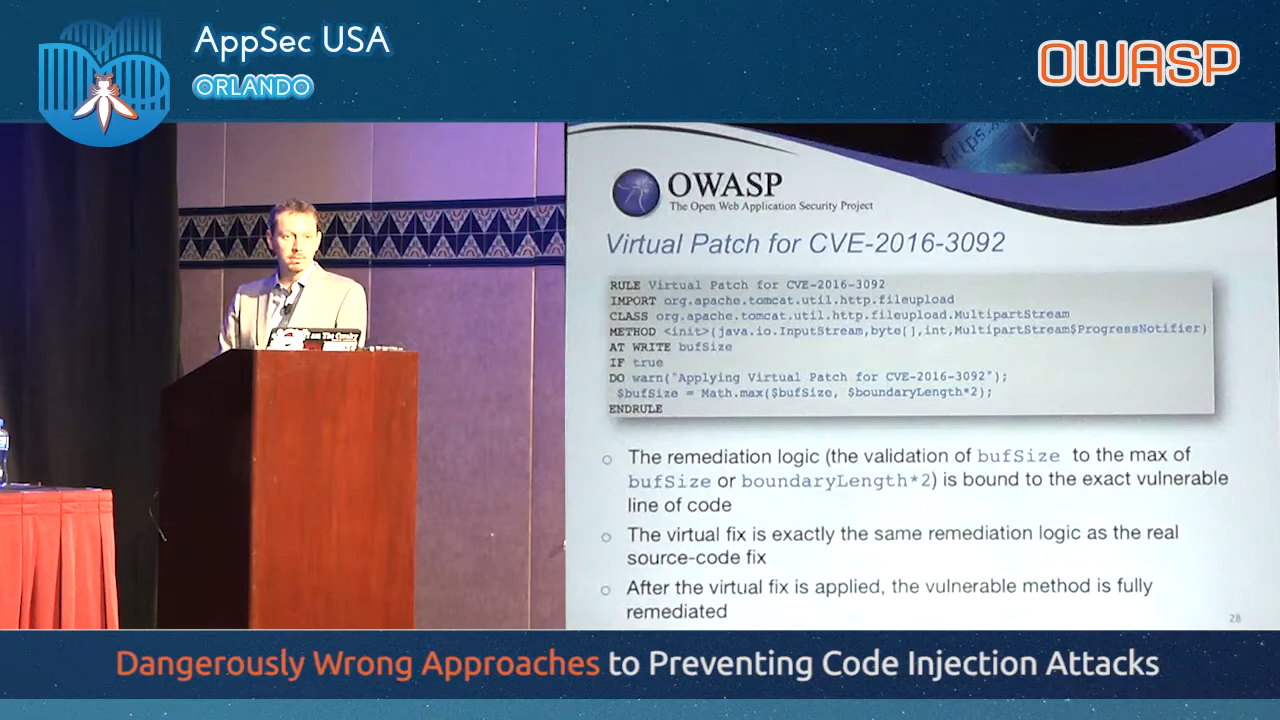 AppSec USA
ORLANDO
OWASP
https:
OWASP
The Open Web Application Security Project
Virtual Patch for CVE-2016-3092
RULE Virtual Patch for CVE-2016-3092
IMPORT org.apache.tomcat.util.http.fileupload
CLASS org.apache.tomcat.util.http.fileupload.MultipartStream
METHOD <init>(java.io.InputStream,byte[],int,MultipartStream$ProgressNotifier)
AT WRITE bufSize
IF true
DO warn("Applying Virtual Patch for CVE-2016-3092");
$bufSize = Math.max($bufSize, $boundaryLength*2);
ENDRULE
The remediation logic (the validation of bufSize to the max of
bufSize or boundaryLength*2) is bound to the exact vulnerable
line of code
The virtual fix is exactly the same remediation logic as the real
source-code fix
After the virtual fix is applied, the vulnerable method is fully
remediated
28
Dangerously Wrong Approaches to Preventing Code Injection Attacks